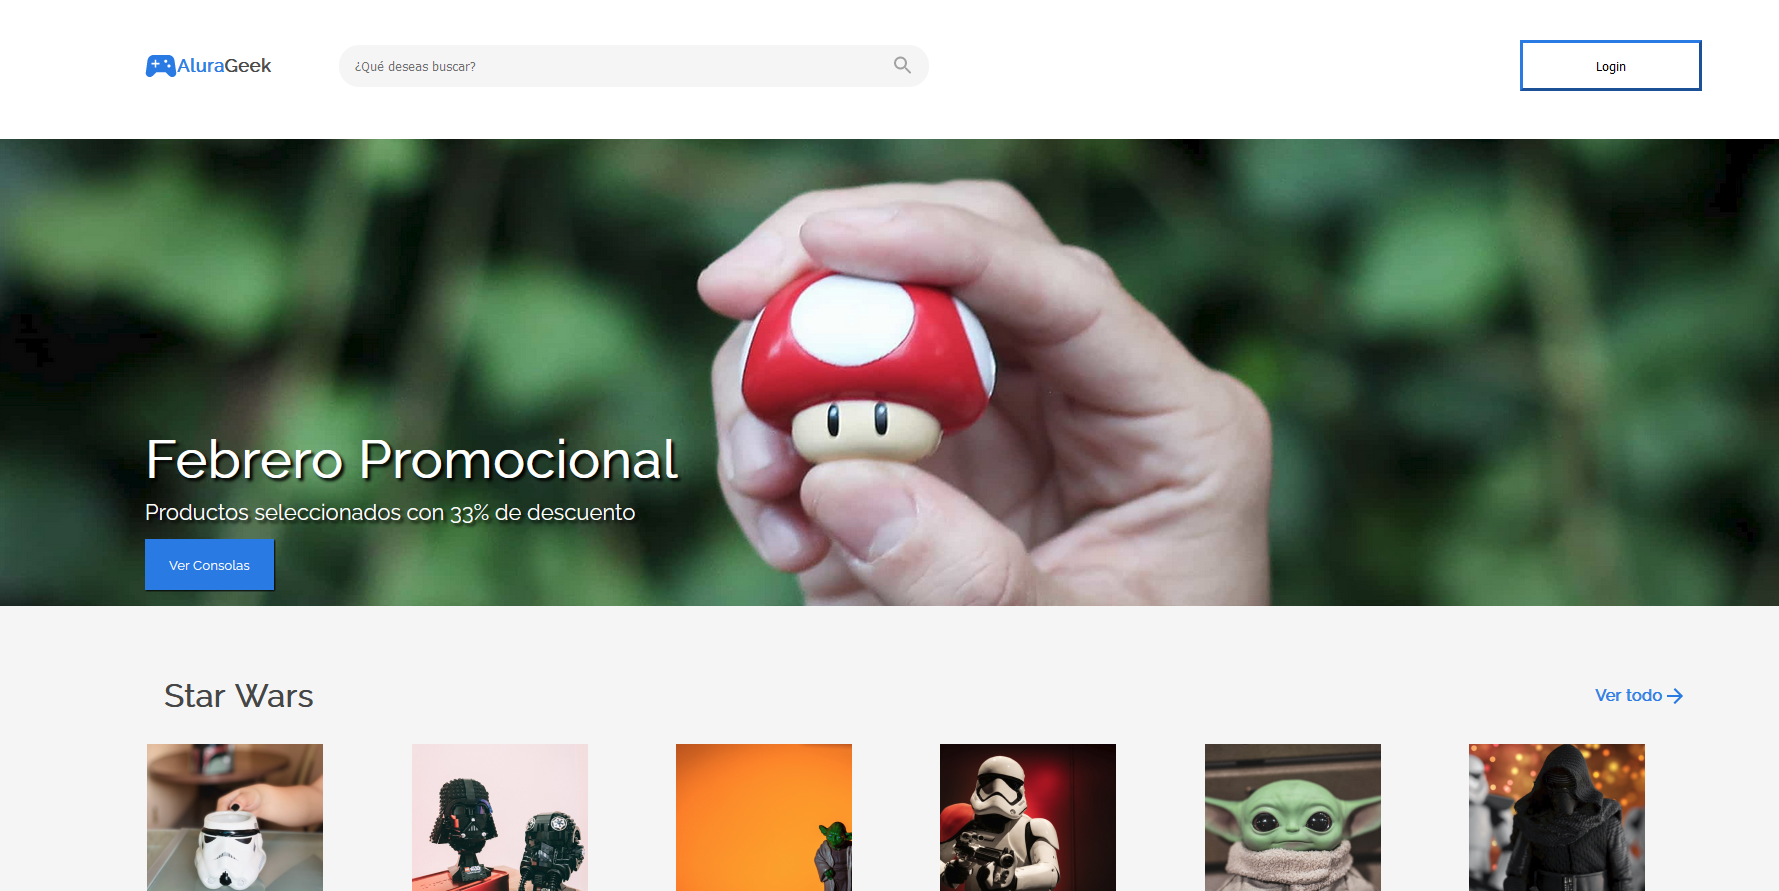 AluraGeek
¿Qué deseas buscar?
Login
Febrero Promocional
Productos seleccionados con 33% de descuento
Ver Consolas
Star Wars
Ver todo